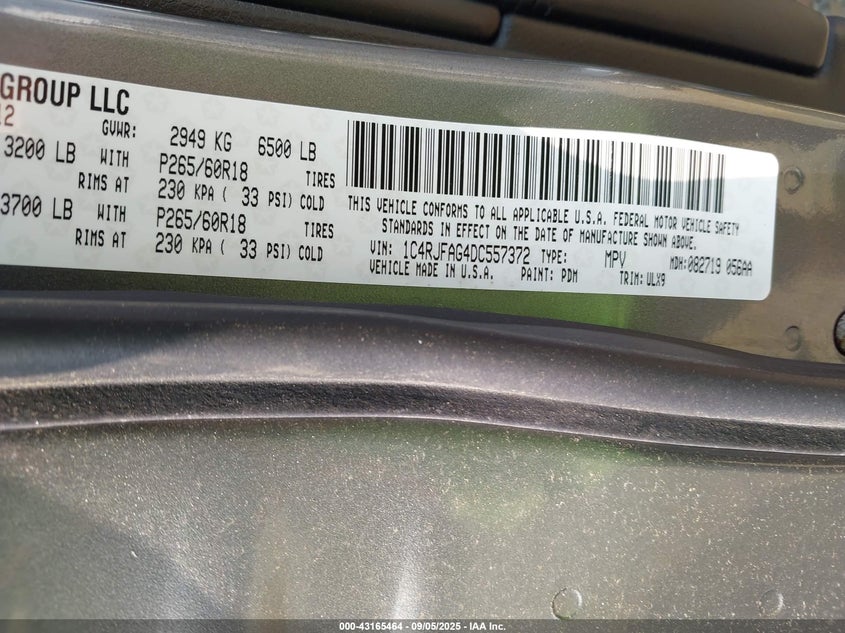 GROUP LLC
12 GVWR: 2949 KG 6500 LB
3200 LB WITH P265/60R18 TIRES
RIMS AT 230 KPA ( 33 PSI) COLD
3700 LB WITH P265/60R18 TIRES
RIMS AT 230 KPA ( 33 PSI) COLD
THIS VEHICLE CONFORMS TO ALL APPLICABLE U.S.A. FEDERAL MOTOR VEHICLE SAFETY
STANDARDS IN EFFECT ON THE DATE OF MANUFACTURE SHOWN ABOVE.
VIN: 1C4RJFAG4DC557372 TYPE: MPV MDH:082719 056AA
VEHICLE MADE IN U.S.A. PAINT: PDM TRIM: ULX9
000-43165464 - 09/05/2025 - IAA Inc.